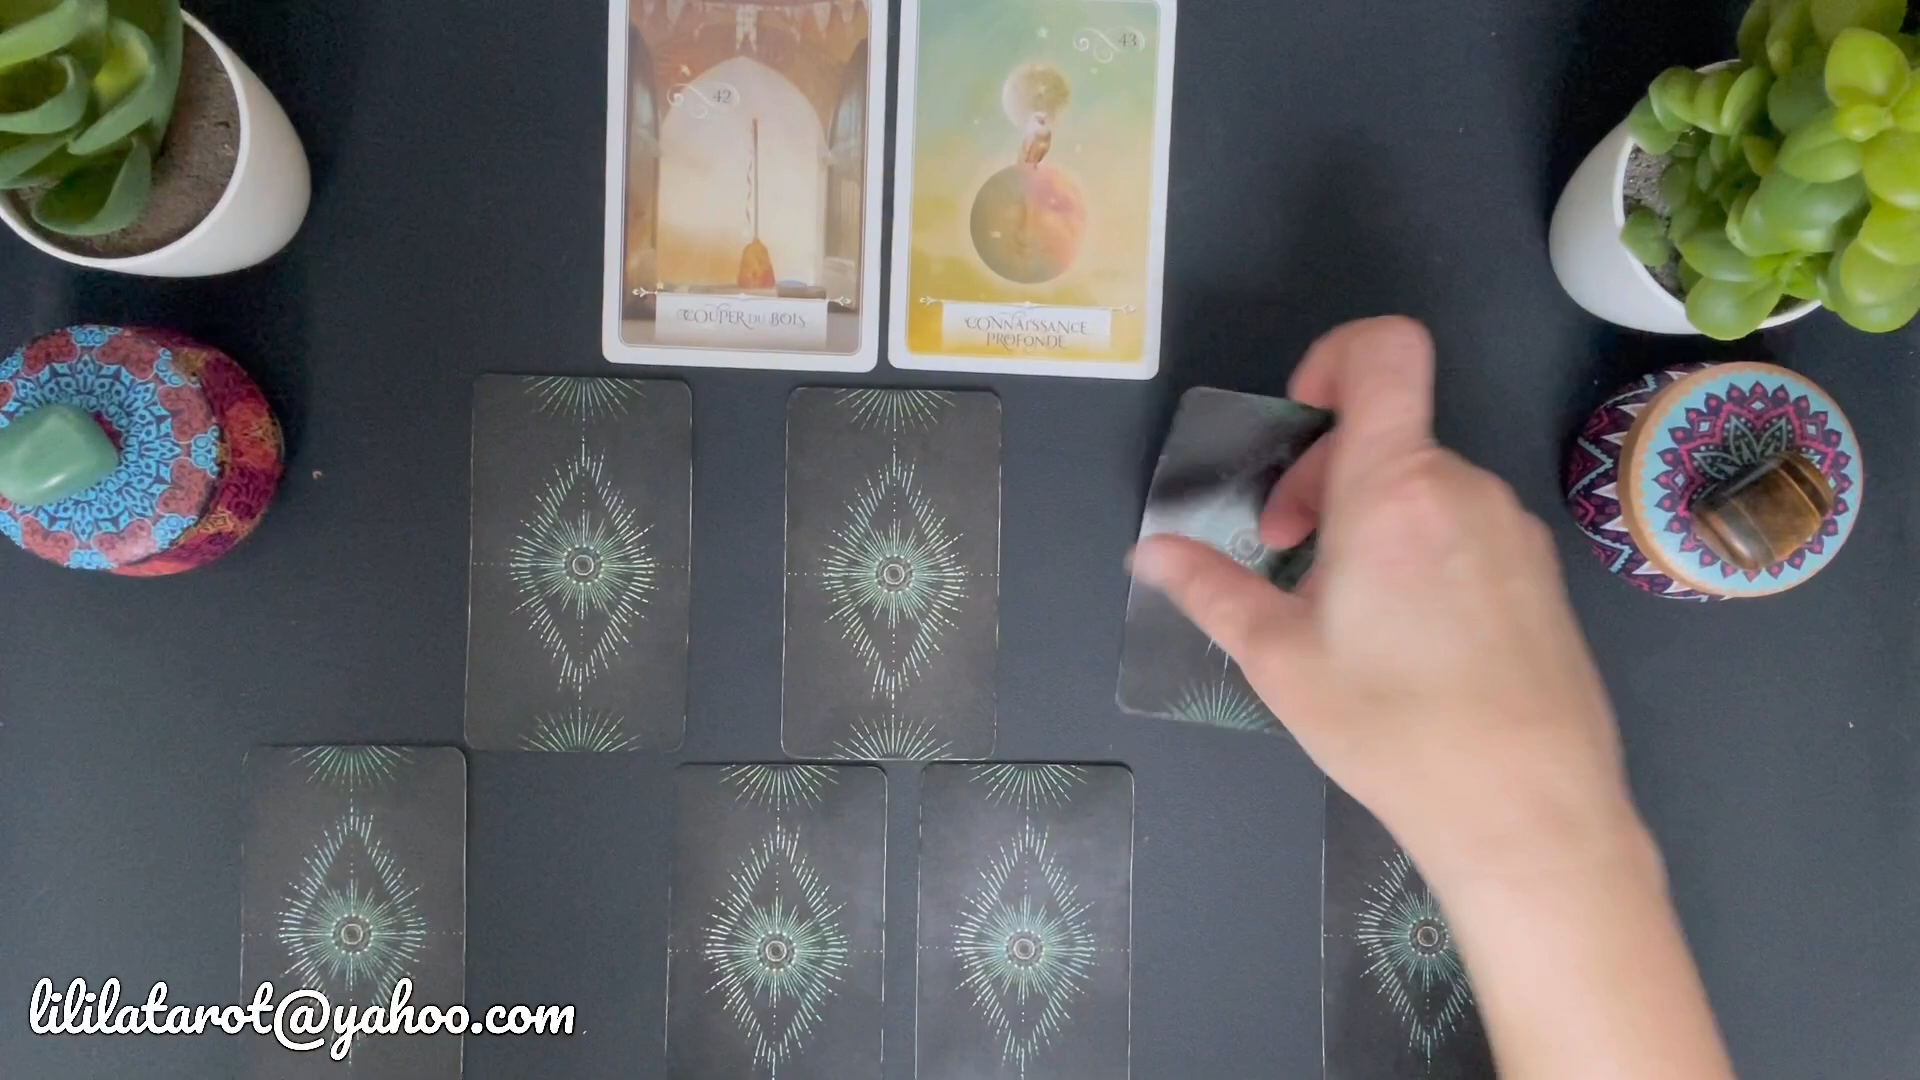 42
COUPER DU BOIS
43
CONNAISSANCE
PROFONDE
lililatarot@yahoo.com